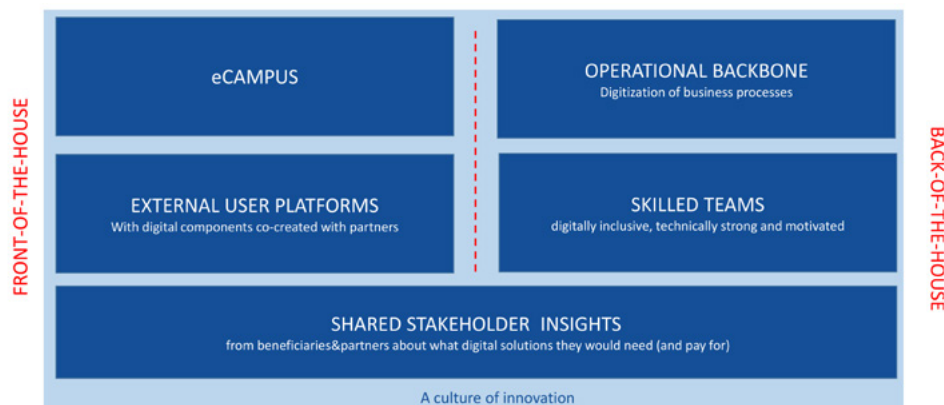 FRONT-OF-THE-HOUSE
eCAMPUS
OPERATIONAL BACKBONE
Digitization of business processes
EXTERNAL USER PLATFORMS
With digital components co-created with partners
SKILLED TEAMS
digitally inclusive, technically strong and motivated
SHARED STAKEHOLDER INSIGHTS
from beneficiaries&partners about what digital solutions they would need (and pay for)
A culture of innovation
BACK-OF-THE-HOUSE